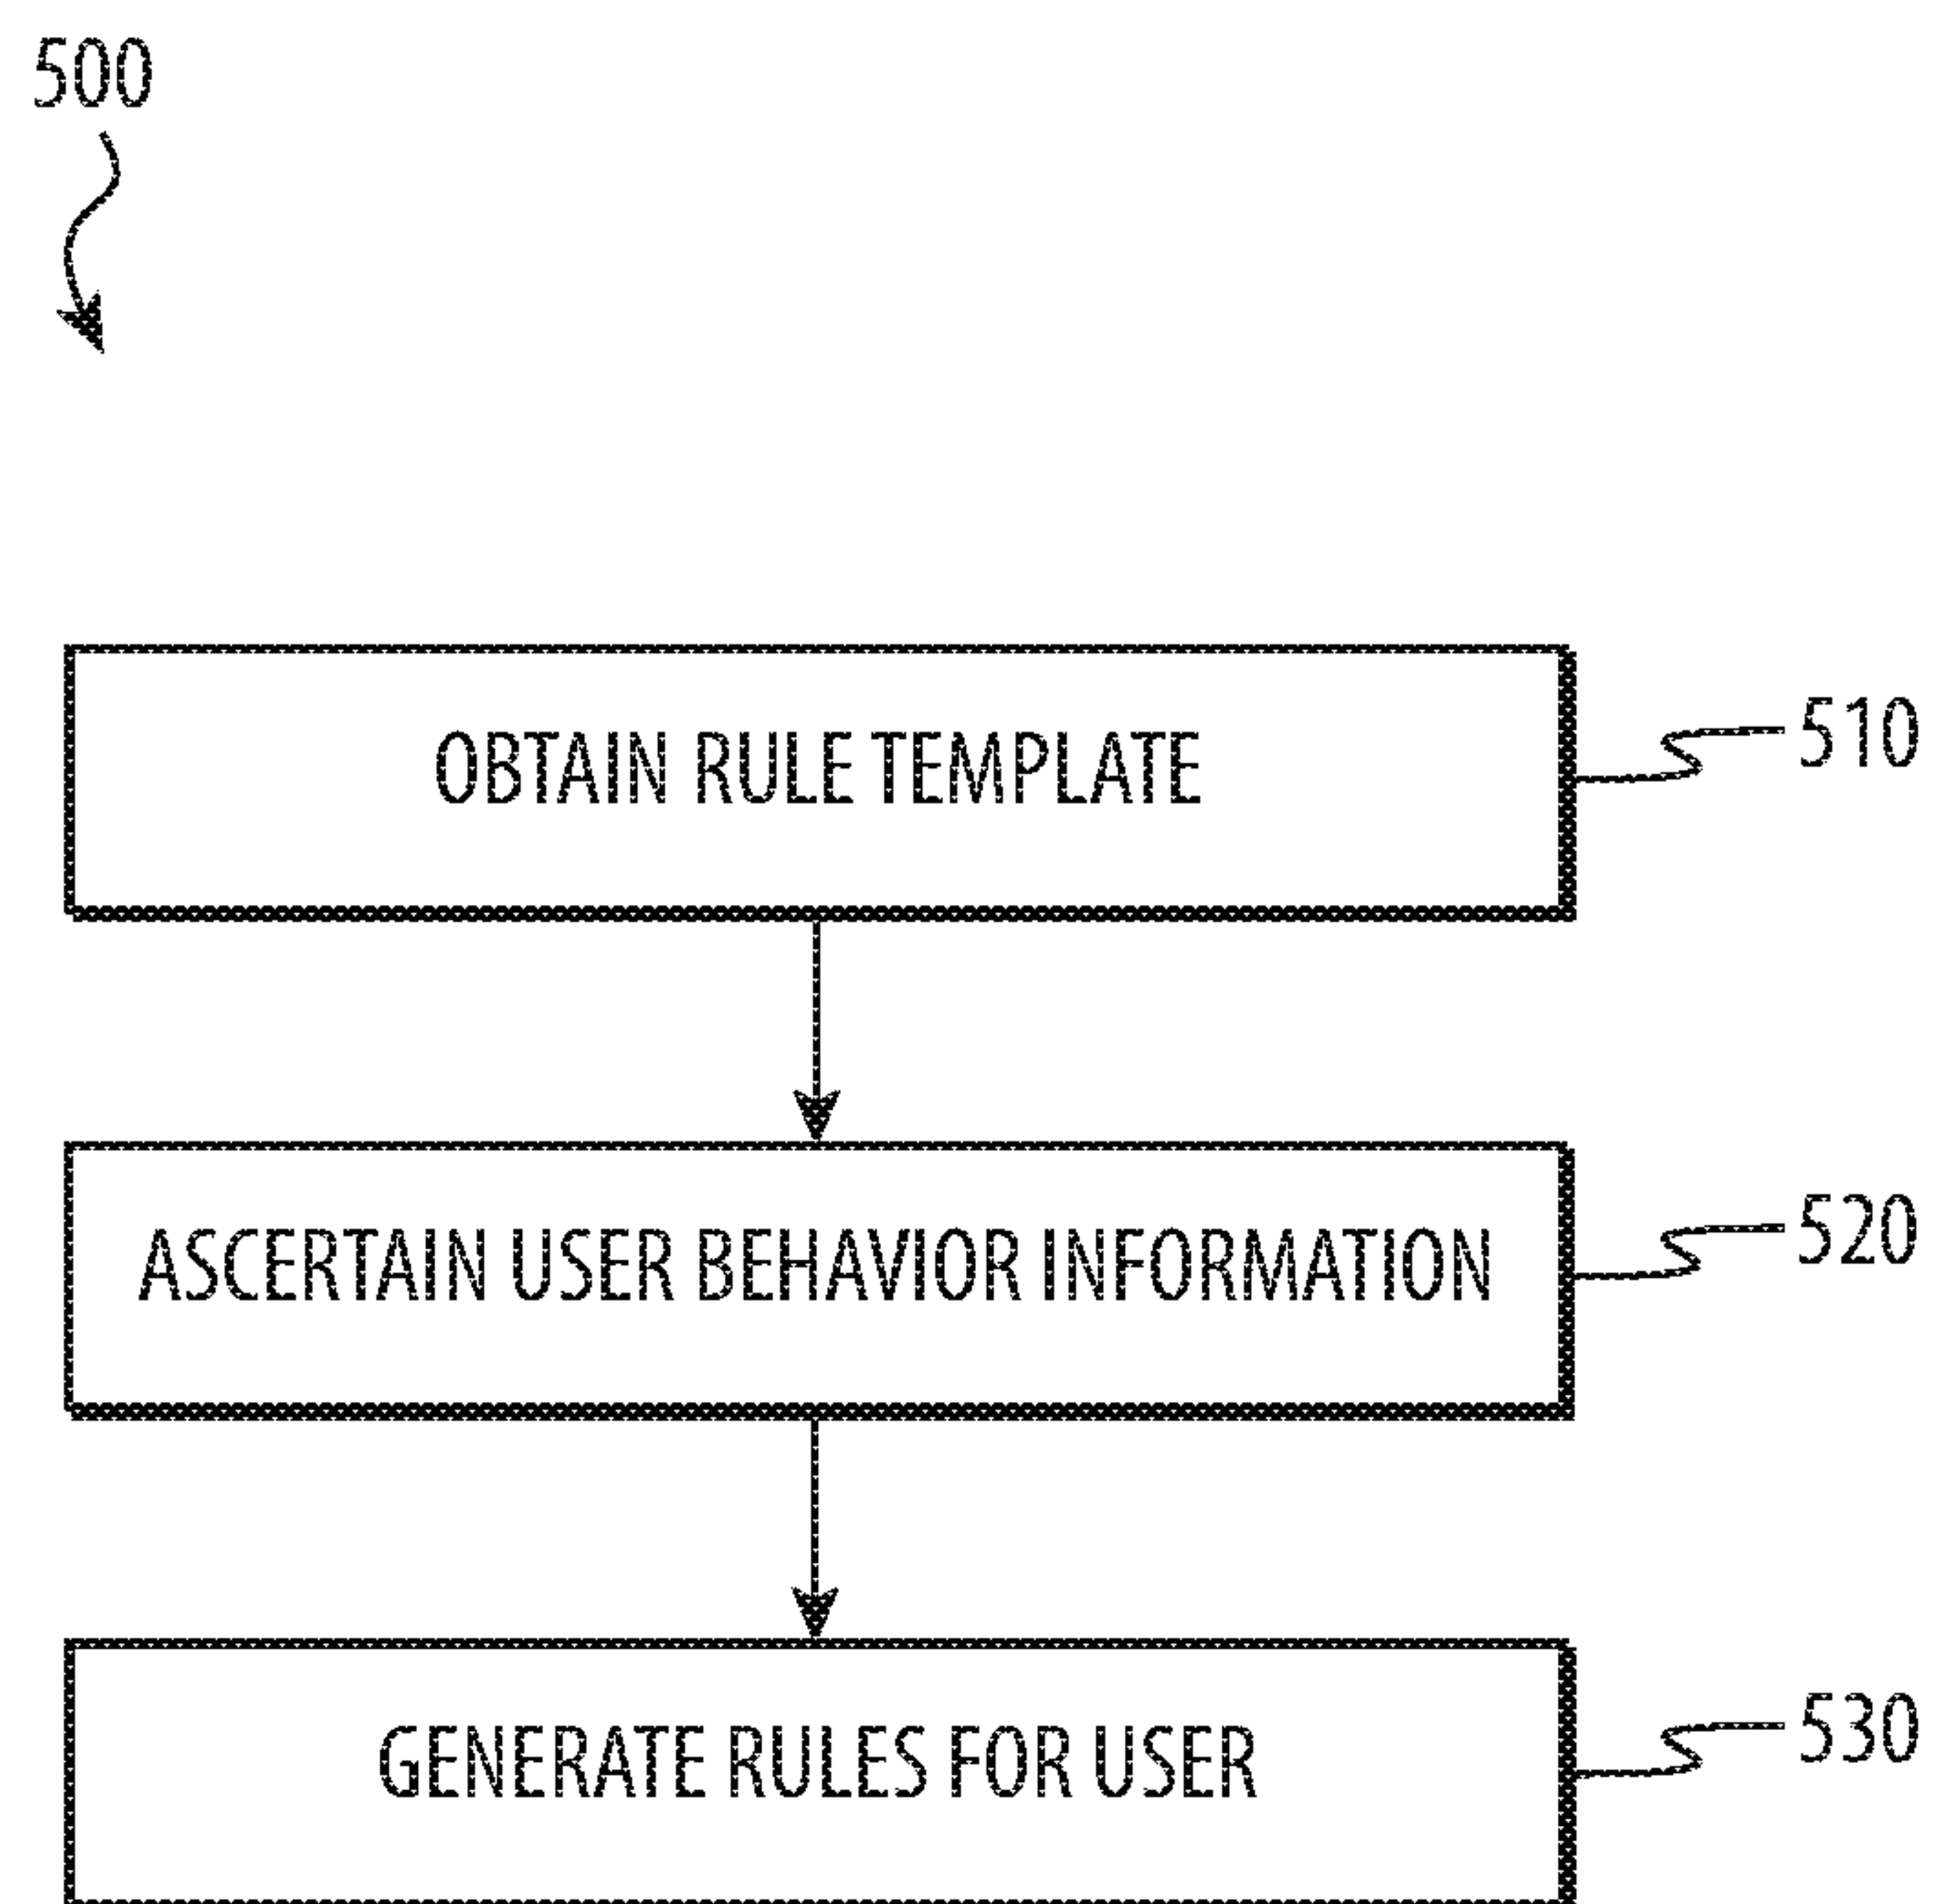 500
OBTAIN RULE TEMPLATE
510
ASCERTAIN USER BEHAVIOR INFORMATION
520
GENERATE RULES FOR USER
530